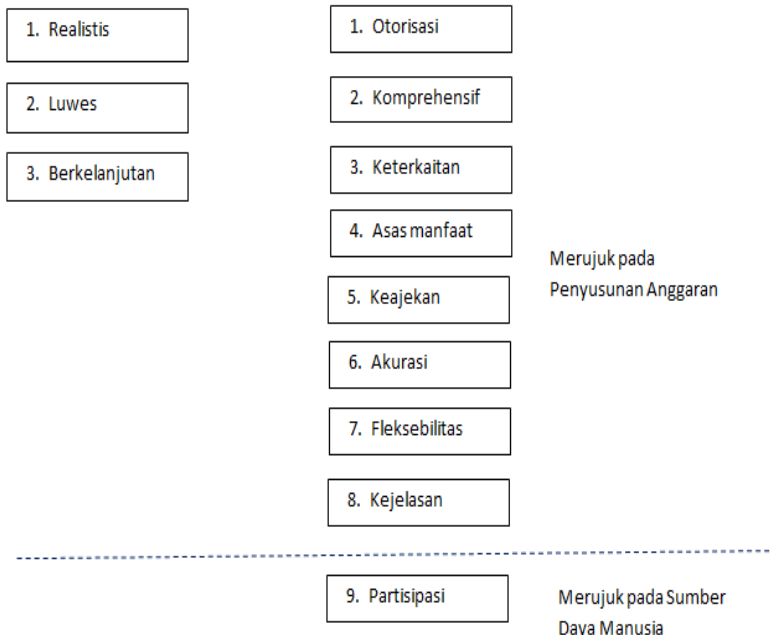 1. Realistis
2. Luwes
3. Berkelanjutan
1. Otorisasi
2. Komprehensif
3. Keterkaitan
4. Asas manfaat
5. Keajekan
6. Akurasi
7. Fleksebilitas
8. Kejelasan
Merujuk pada
Penyusunan Anggaran
9. Partisipasi
Merujuk pada Sumber
Daya Manusia